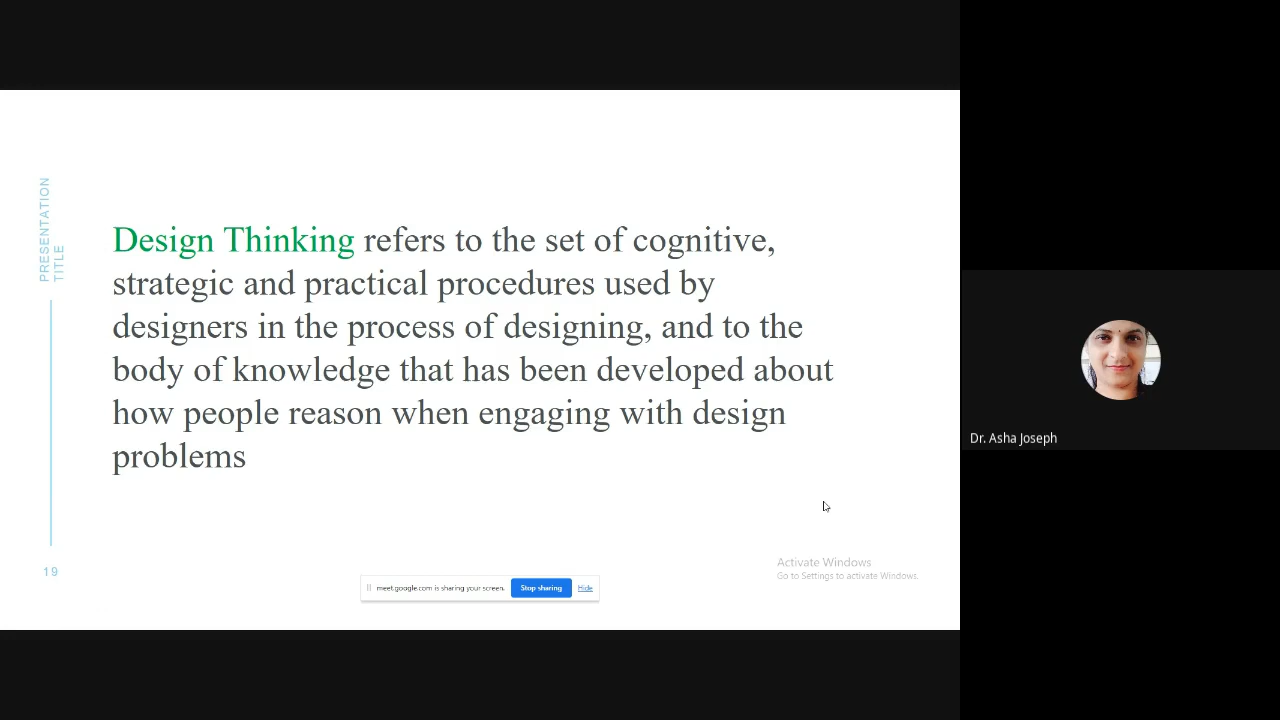 PRESENTATION
TITLE
Design Thinking refers to the set of cognitive,
strategic and practical procedures used by
designers in the process of designing, and to the
body of knowledge that has been developed about
how people reason when engaging with design
problems
19
Activate Windows
Go to Settings to activate Windows.
meet.google.com is sharing your screen. Stop sharing Hide
Dr. Asha Joseph